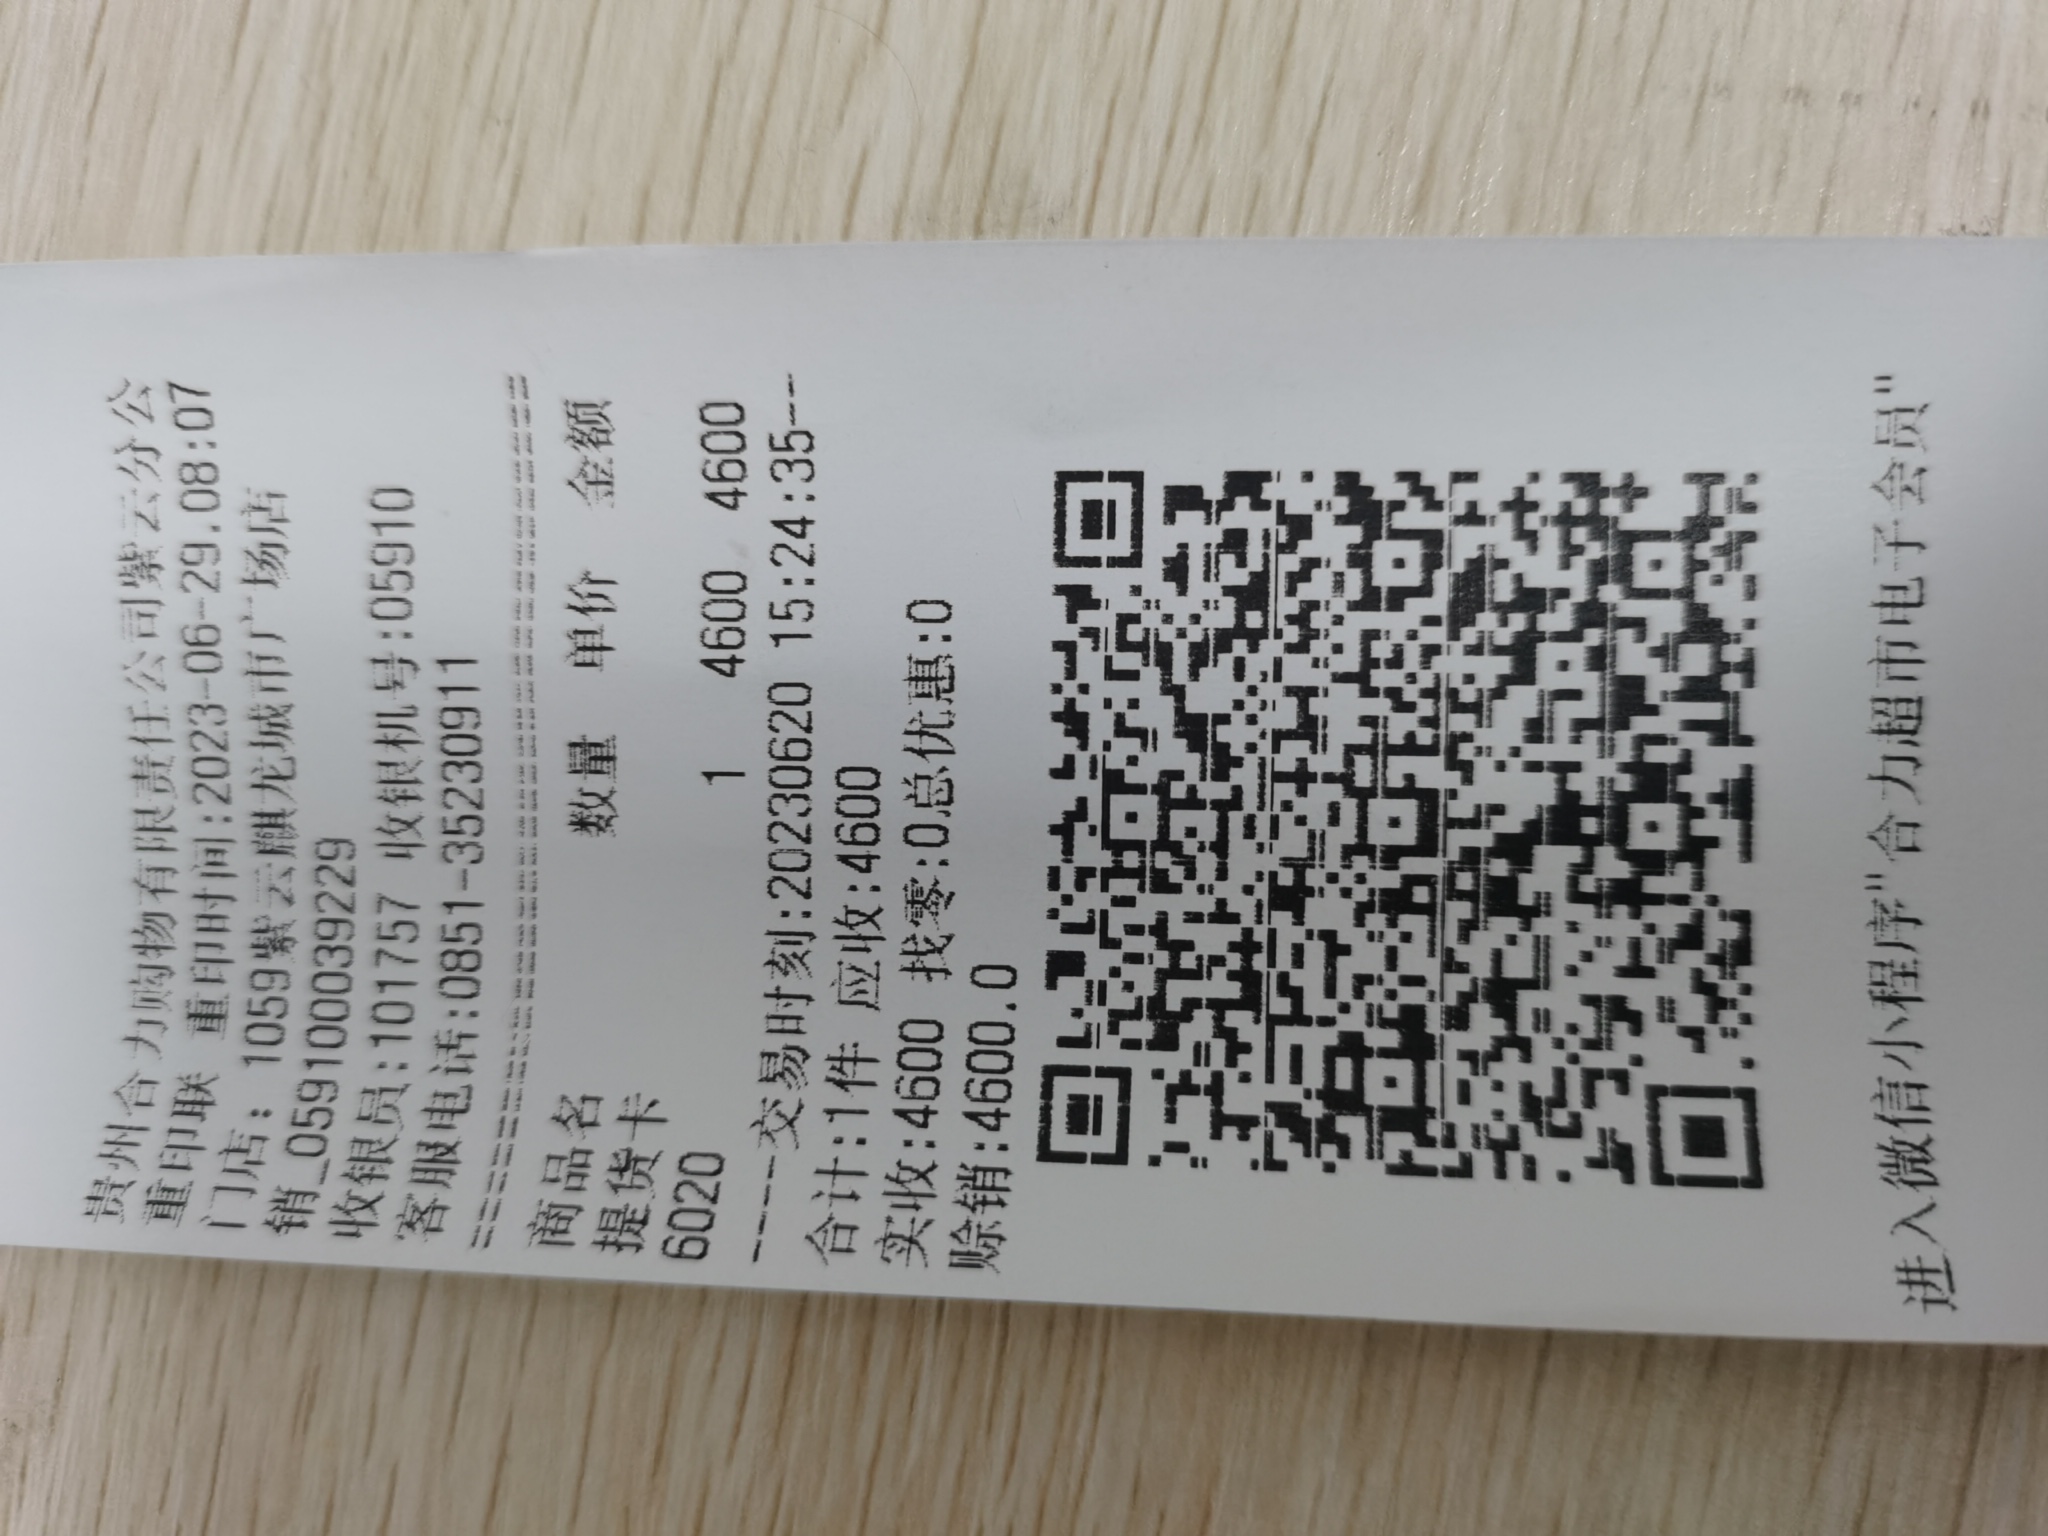 贵州合力购物有限责任公司紫云分公
重印联 重印时间:2023-06-29.08:07
门店: 1059紫云麒龙城市广场店
销_0591000039229
收银员:101757 收银机号:05910
客服电话:0851-35230911
================================
商品名 数量 单价 金额
提货卡
6020 1 4600 4600
----交易时刻:20230620 15:24:35---
合计:1件 应收:4600
实收:4600 找零:0总优惠:0
赊销:4600.0
进入微信小程序"合力超市电子会员"